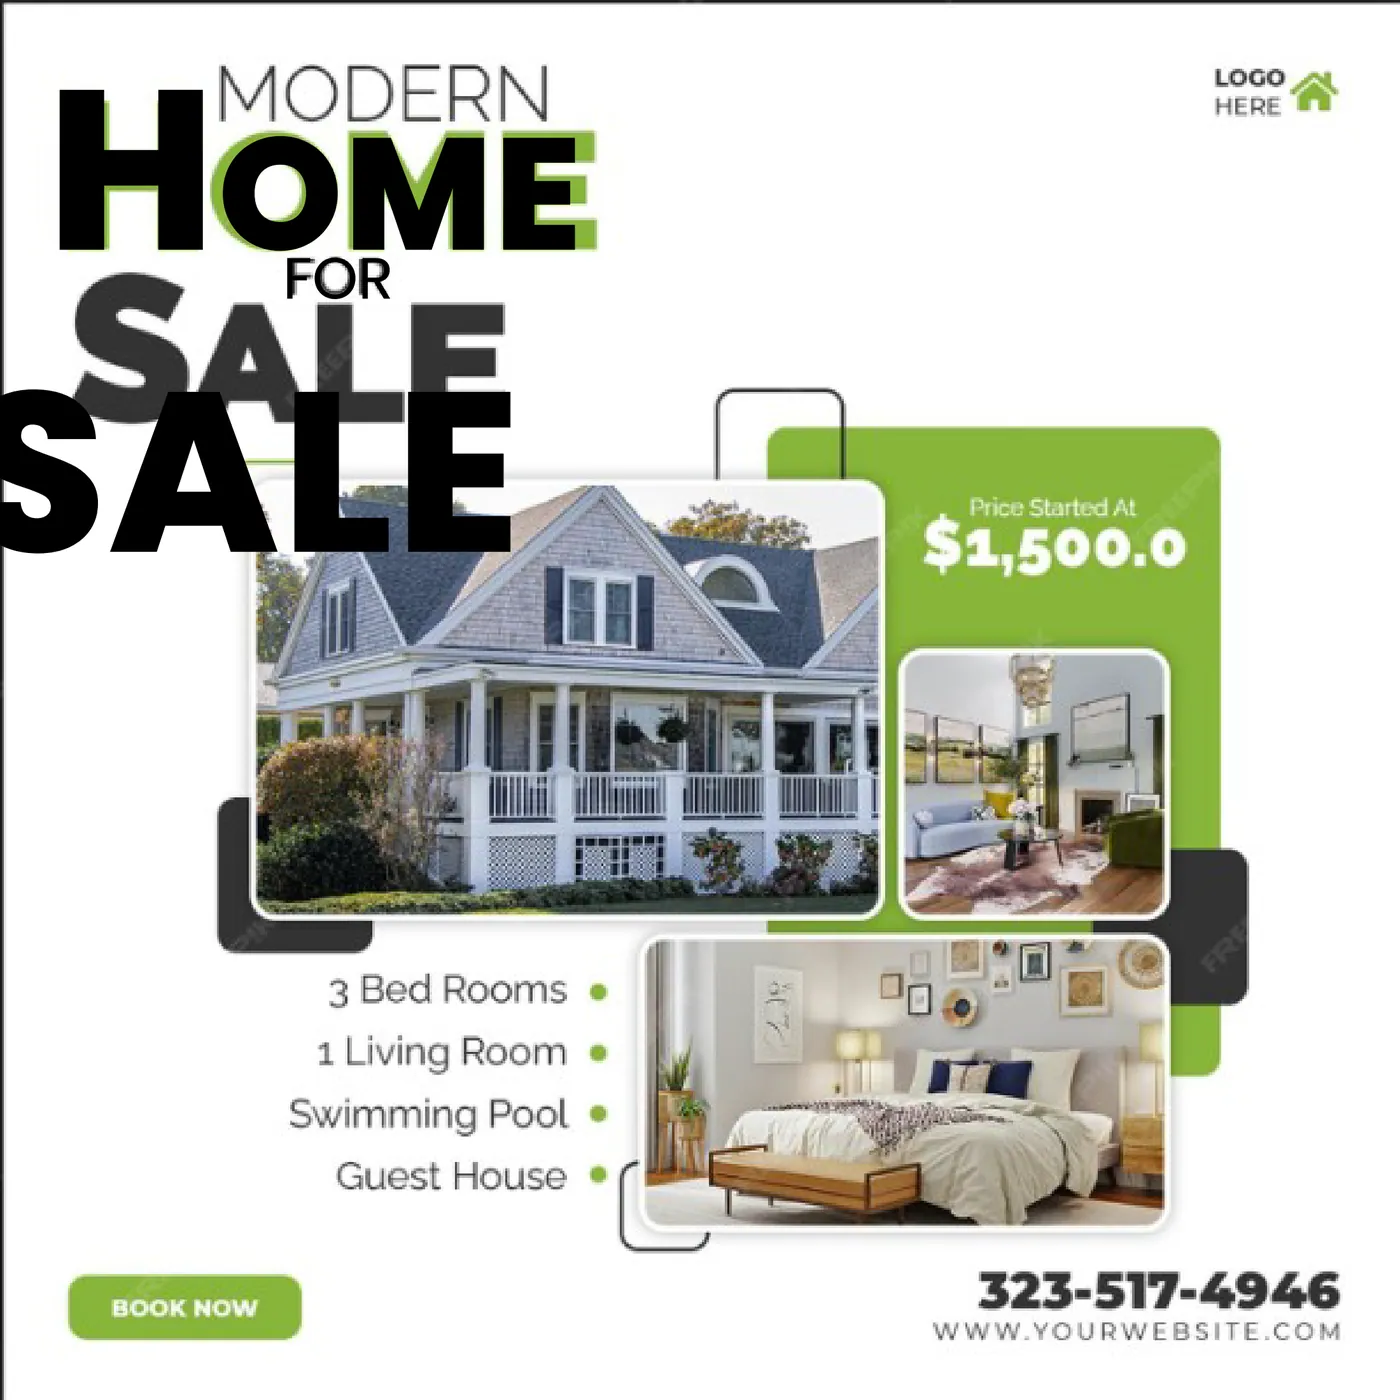 MODERN
HOME
FOR
SALE
SALE
LOGO
HERE
Price Started At
$1,500.0
3 Bed Rooms
1 Living Room
Swimming Pool
Guest House
BOOK NOW
323-517-4946
WWW.YOURWEBSITE.COM